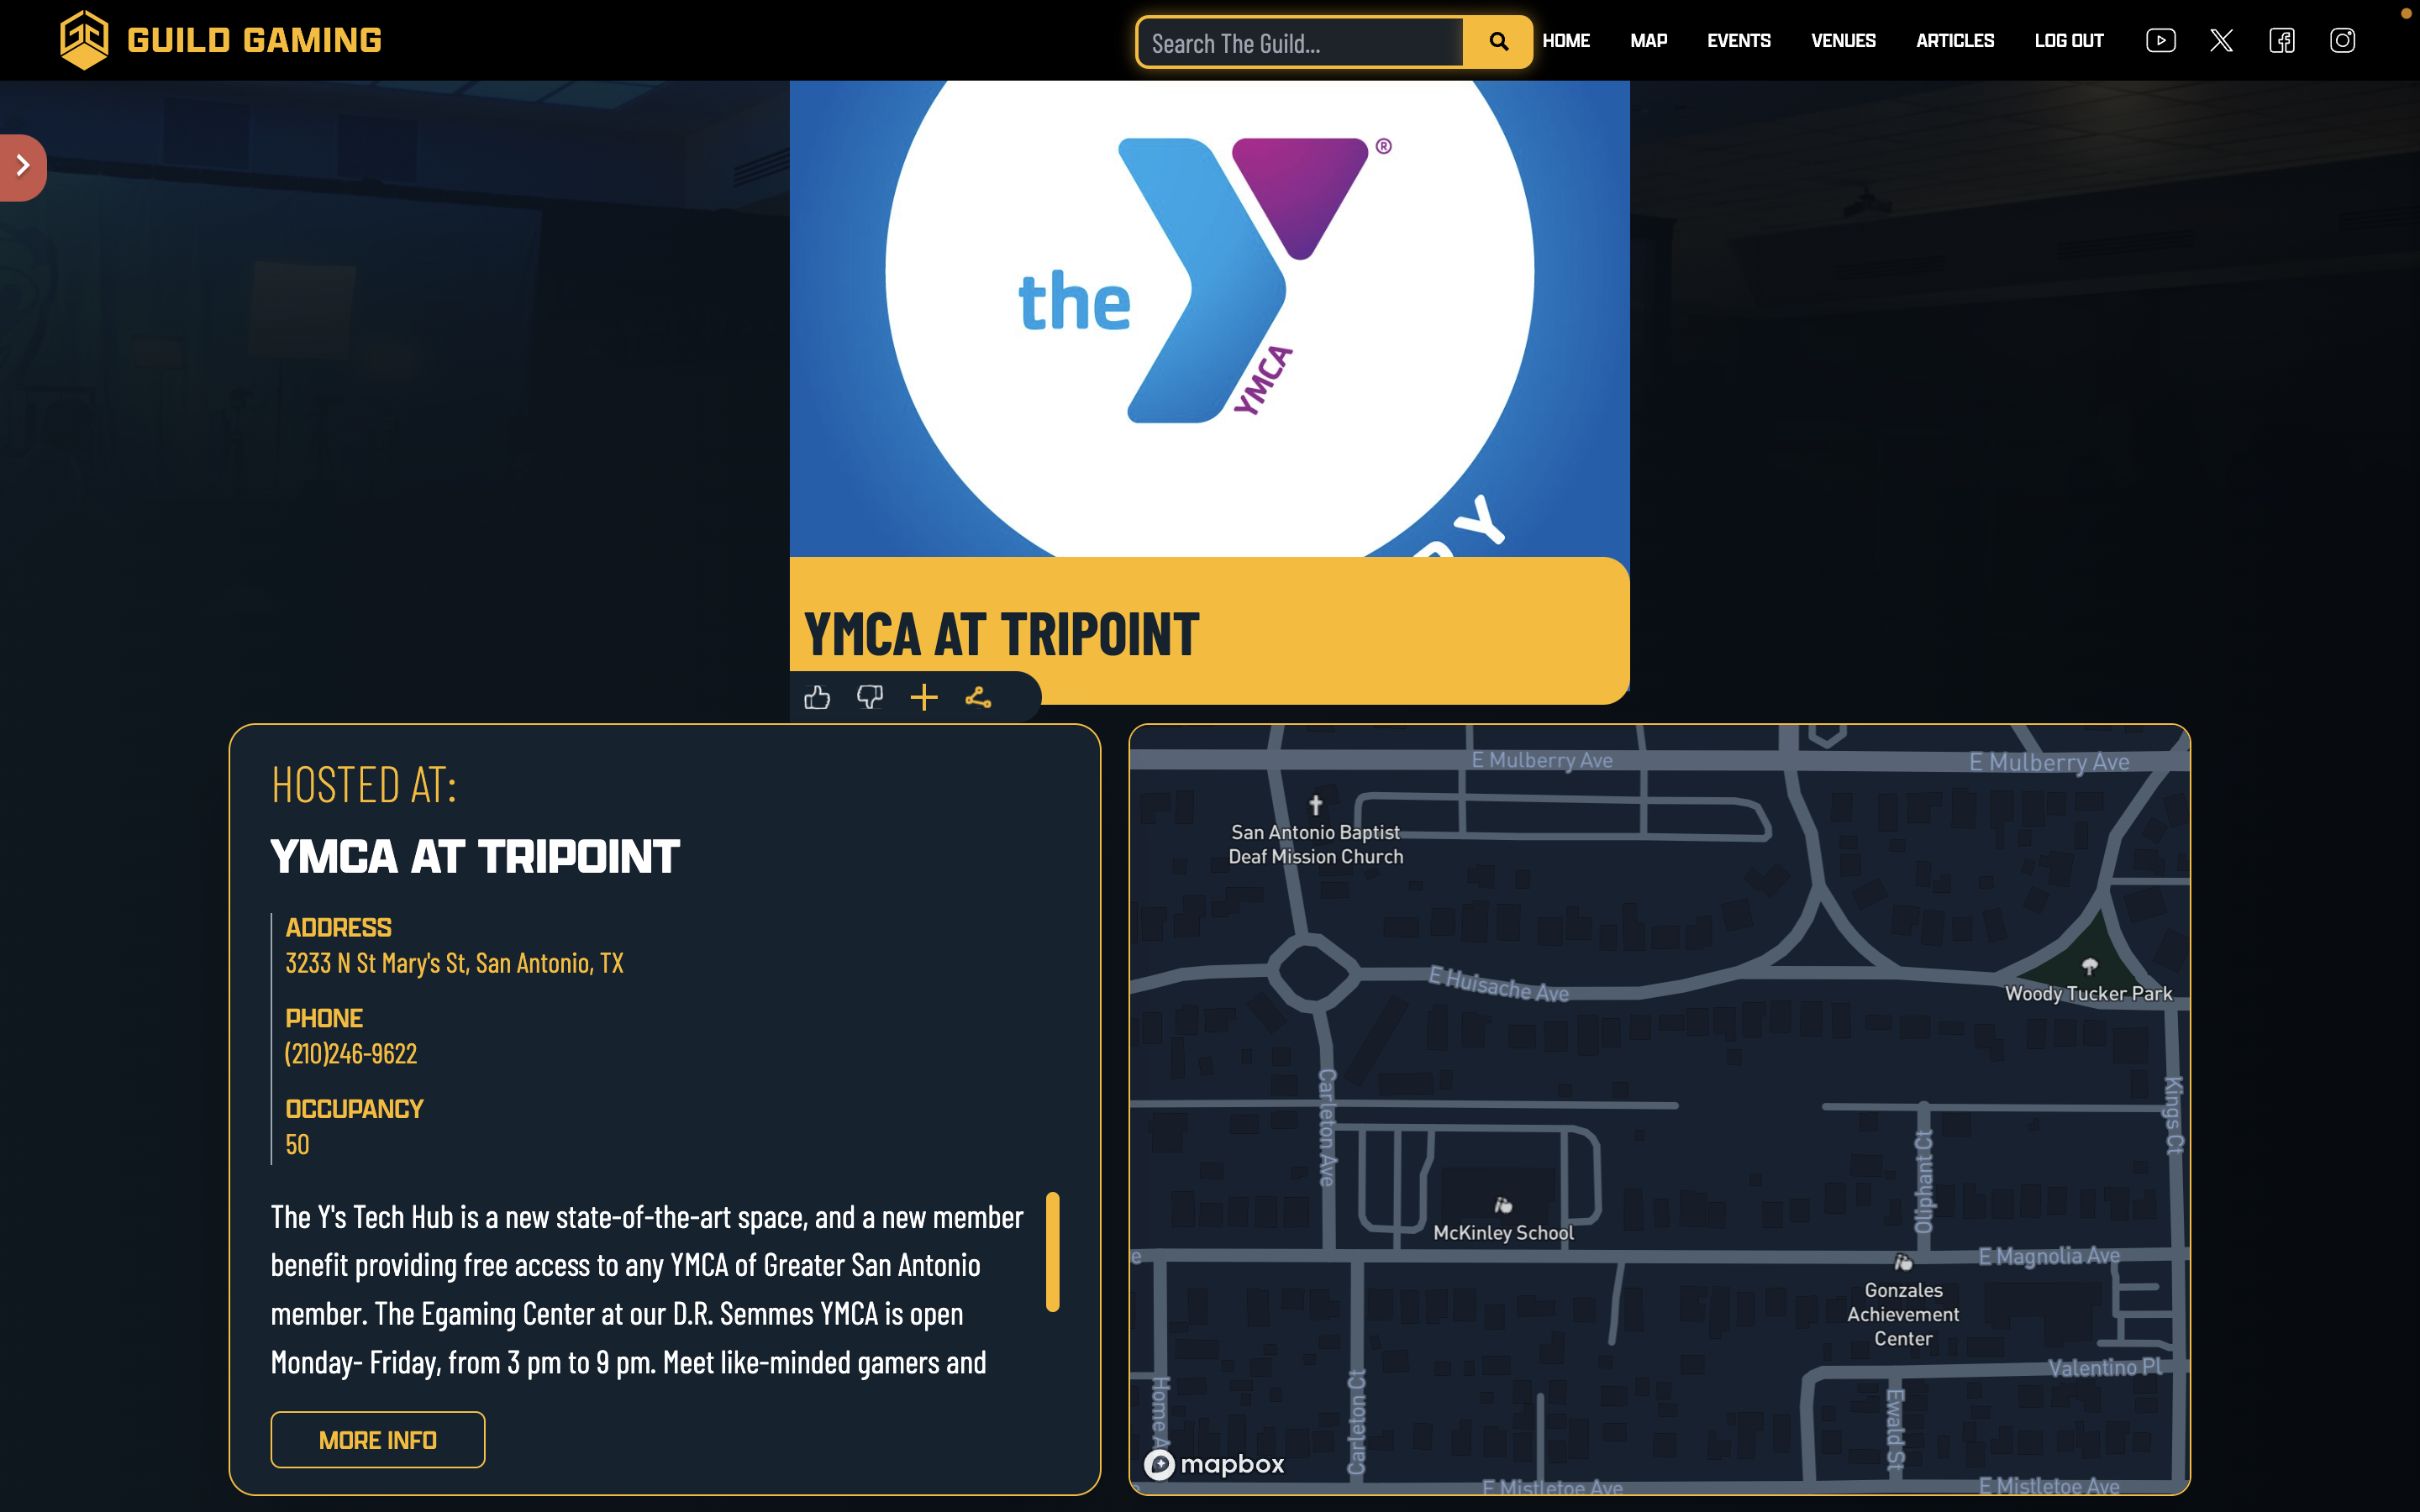 GUILD GAMING
Search The Guild...
HOME
MAP
EVENTS
VENUES
ARTICLES
LOG OUT
the
YMCA
®
Y
YMCA AT TRIPOINT
HOSTED AT:
YMCA AT TRIPOINT
ADDRESS
3233 N St Mary's St, San Antonio, TX
PHONE
(210)246-9622
OCCUPANCY
50
The Y's Tech Hub is a new state-of-the-art space, and a new member
benefit providing free access to any YMCA of Greater San Antonio
member. The Egaming Center at our D.R. Semmes YMCA is open
Monday- Friday, from 3 pm to 9 pm. Meet like-minded gamers and
MORE INFO
E Mulberry Ave
E Mulberry Ave
San Antonio Baptist
Deaf Mission Church
E Huisache Ave
Woody Tucker Park
Carleton Ave
Kings Ct
Oliphant Ct
McKinley School
E Magnolia Ave
Gonzales
Achievement
Center
Valentino Pl
Home A
Carleton Ct
Ewald St
mapbox
E Mistletoe Ave
E Mistletoe Ave